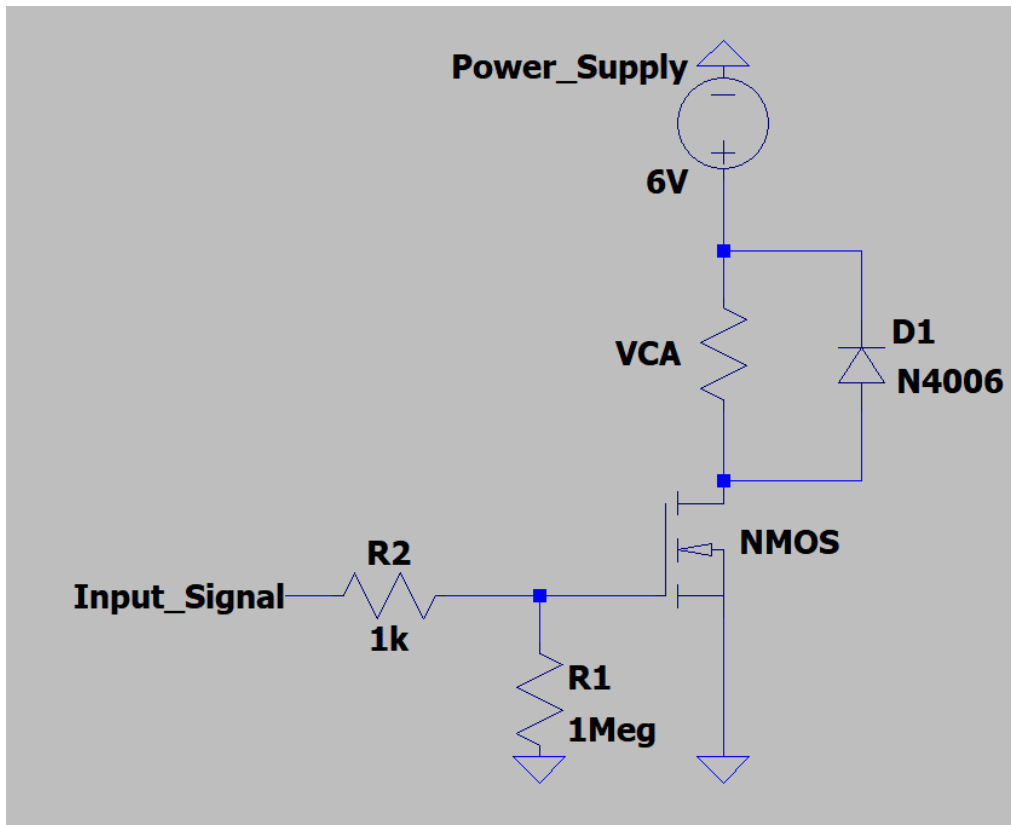 Power_Supply
6V
VCA
D1
N4006
NMOS
R2
Input_Signal
1k
R1
1Meg